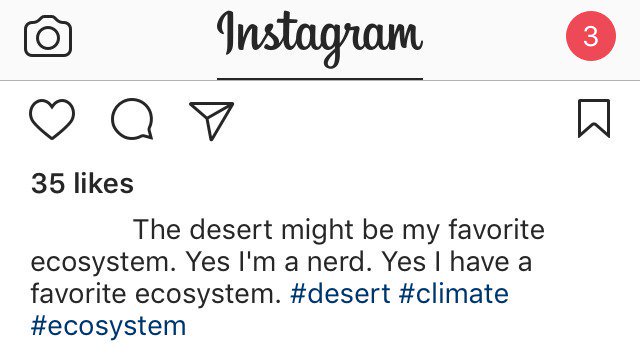 Instagram
3
35 likes
The desert might be my favorite
ecosystem. Yes I'm a nerd. Yes I have a
favorite ecosystem. #desert #climate
#ecosystem